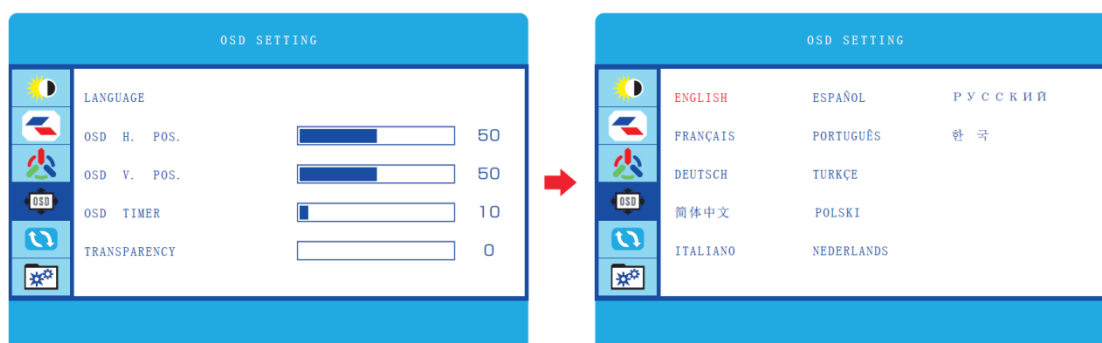 OSD SETTING
LANGUAGE
OSD H. POS. 50
OSD V. POS. 50
OSD TIMER 10
TRANSPARENCY 0
OSD
OSD SETTING
ENGLISH ESPAÑOL РУССКИЙ
FRANÇAIS PORTUGUÊS 한 국
DEUTSCH TURKÇE
简体中文 POLSKI
ITALIANO NEDERLANDS
OSD